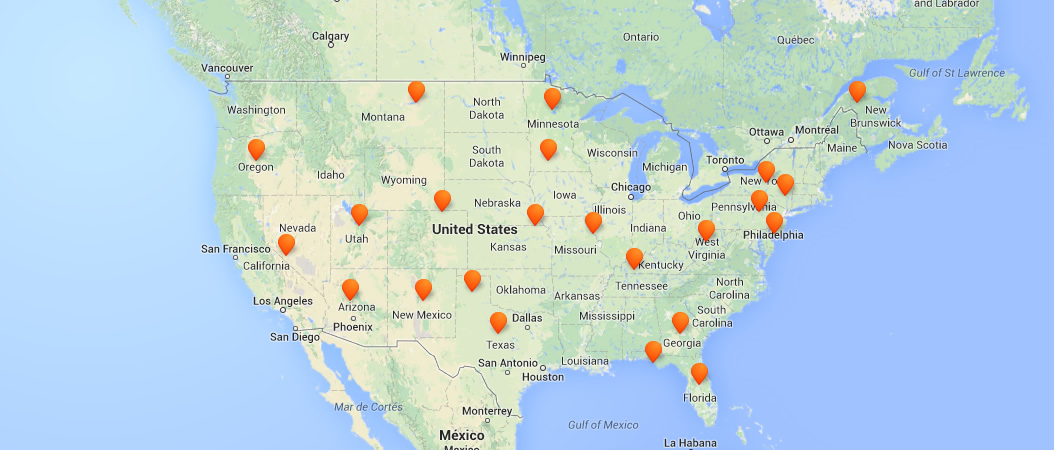 and Labrador
Calgary
Ontario
Québec
Winnipeg
Vancouver
Gulf of St Lawrence
Washington
Montana
North
Dakota
Minnesota
New
Brunswick
Ottawa
Montréal
Maine
Nova Scotia
Oregon
Idaho
Wyoming
South
Dakota
Wisconsin
Michigan
Toronto
New Yo
Chicago
Iowa
Nebraska
Illinois
Pennsylvania
Ohio
Indiana
Philadelphia
Nevada
Utah
United States
Kansas
Missouri
West
Virginia
San Francisco
California
Kentucky
Tennessee
North
Carolina
Los Angeles
Arizona
Phoenix
New Mexico
Oklahoma
Arkansas
Mississippi
South
Carolina
Dallas
Georgia
San Diego
Texas
San Antonio
Houston
Louisiana
Florida
Mar de Cortés
Monterrey
Gulf of Mexico
México
Mexico
La Habana